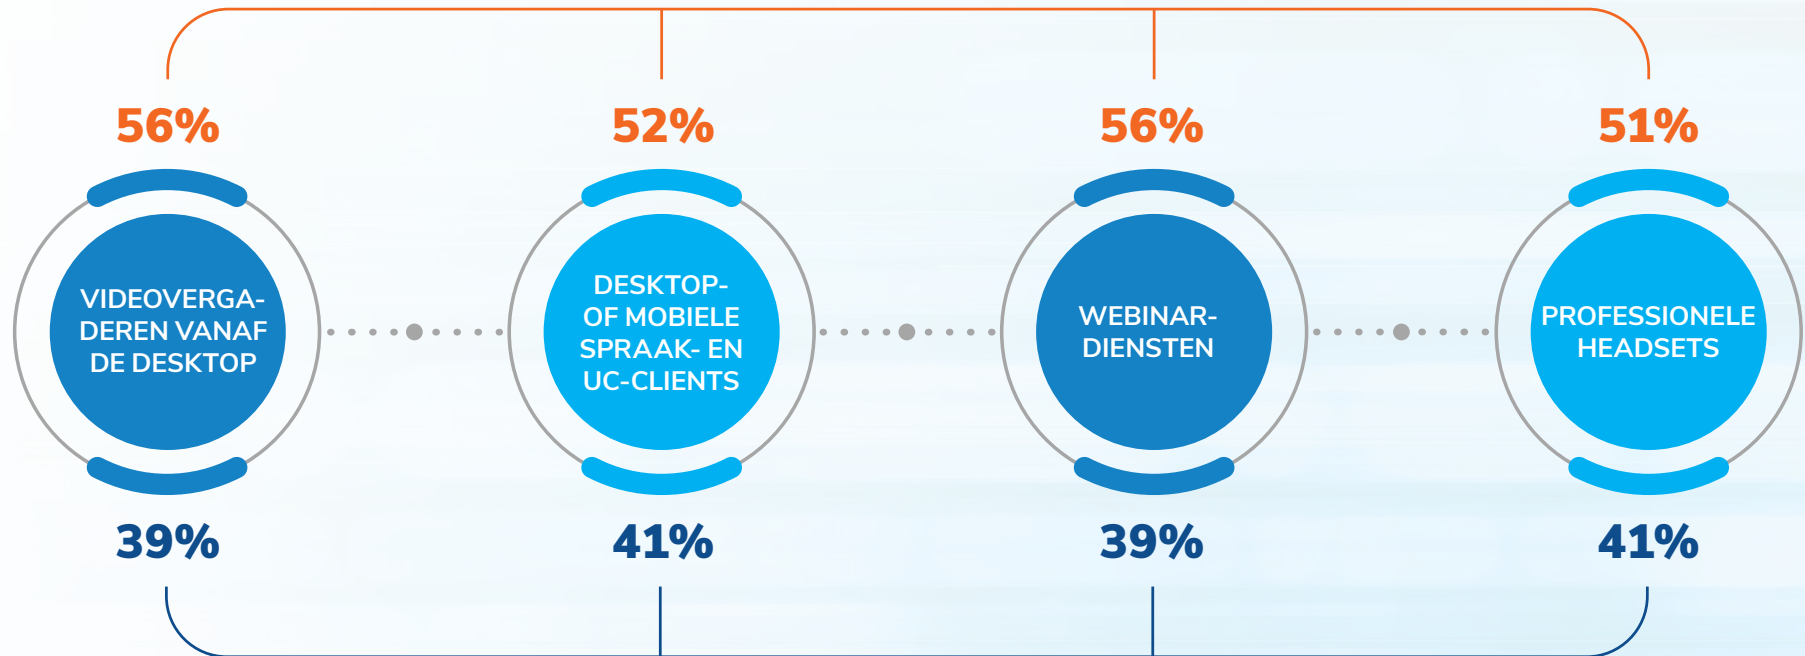 56%
52%
56%
51%
VIDEOVERGA-
DEREN VANAF
DE DESKTOP
DESKTOP-
OF MOBIELE
SPRAAK- EN
UC-CLIENTS
WEBINAR-
DIENSTEN
PROFESSIONELE
HEADSETS
39%
41%
39%
41%